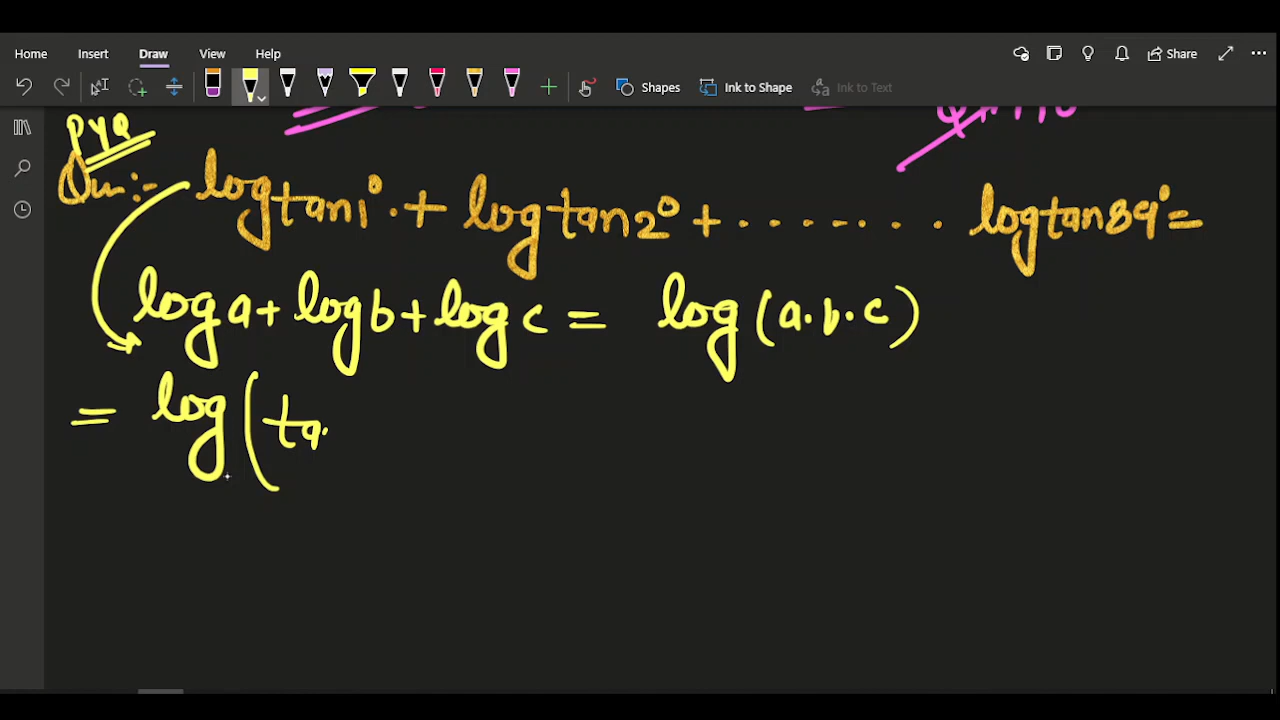 Home Insert Draw View Help Share
Shapes Ink to Shape Ink to Text
PYQ
Qus:- log tan1° + log tan2° + . . . . . . . . log tan89° =
log a + log b + log c = log (a.b.c)
= log ( ta